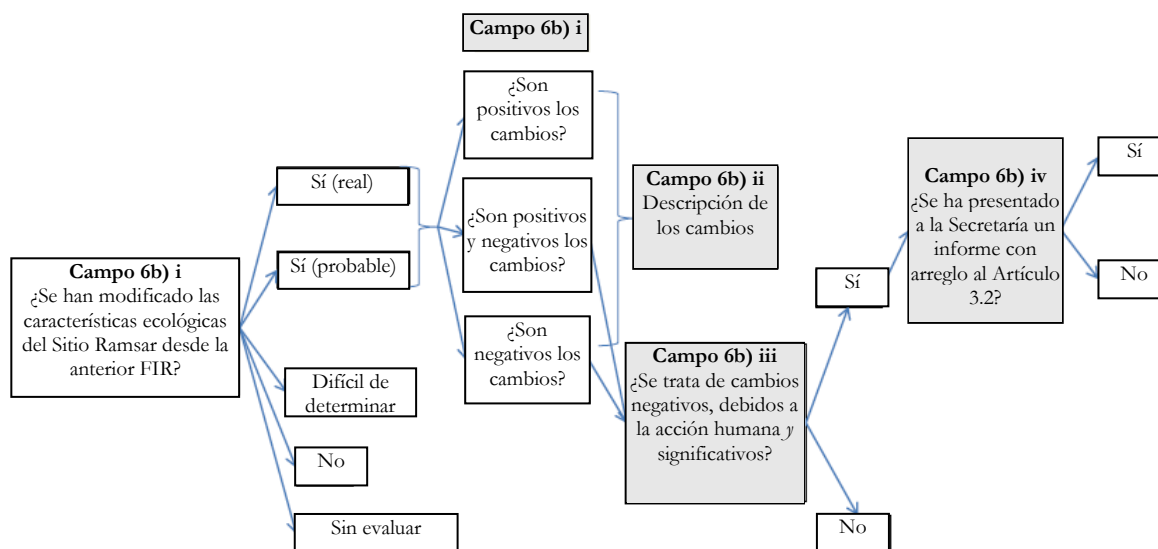 Campo 6b) i
¿Se han modificado las
características ecológicas
del Sitio Ramsar desde la
anterior FIR?
Sí (real)
Sí (probable)
Difícil de
determinar
No
Sin evaluar
Campo 6b) i
¿Son
positivos los
cambios?
¿Son positivos
y negativos los
cambios?
¿Son
negativos los
cambios?
Campo 6b) ii
Descripción de
los cambios
Campo 6b) iii
¿Se trata de cambios
negativos, debidos a
la acción humana y
significativos?
Sí
No
Campo 6b) iv
¿Se ha presentado
a la Secretaría un
informe con
arreglo al Artículo
3.2?
Sí
No